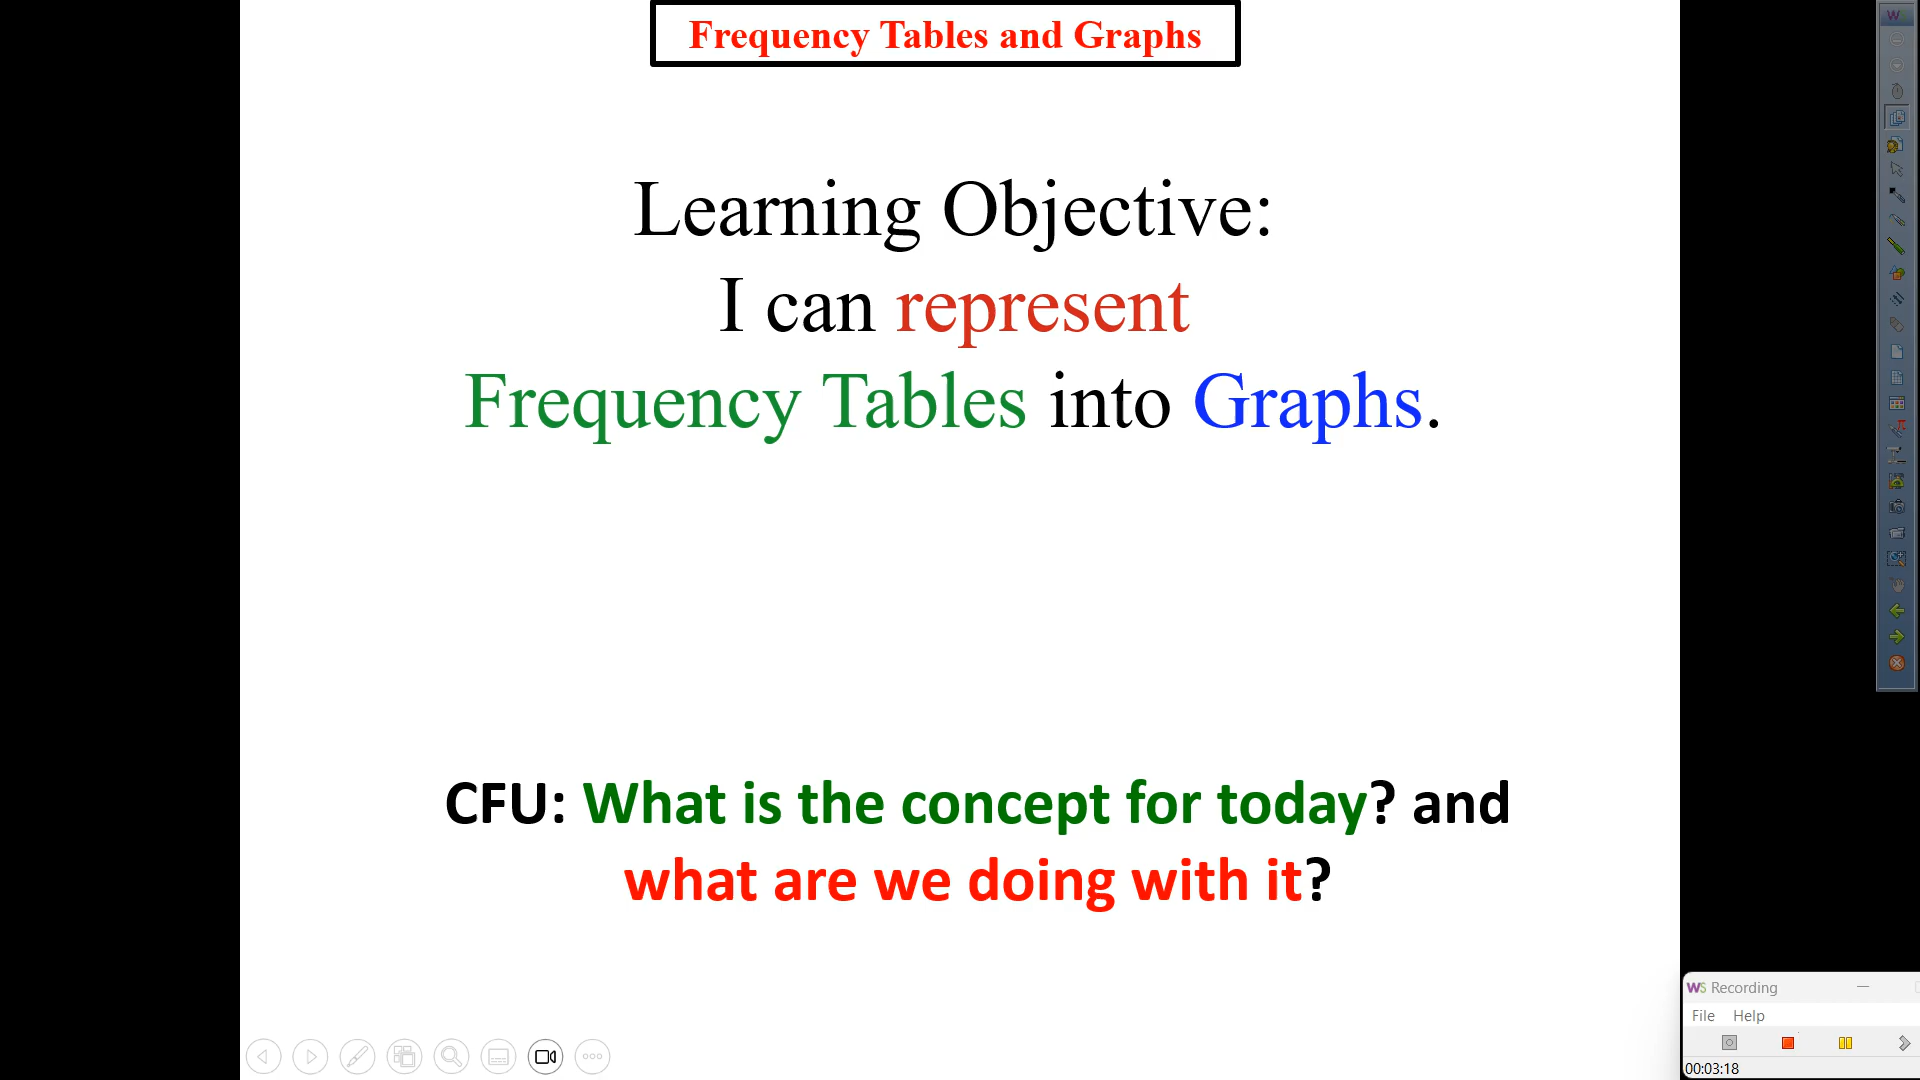 Frequency Tables and Graphs
Learning Objective:
I can represent
Frequency Tables into Graphs.
CFU: What is the concept for today? and
what are we doing with it?
WS Recording
File Help
00:03:18